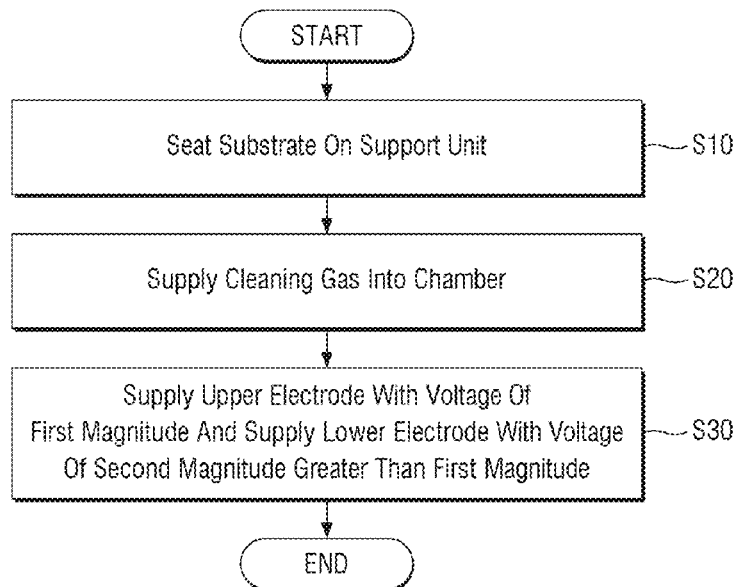 START
Seat Substrate On Support Unit
S10
Supply Cleaning Gas Into Chamber
S20
Supply Upper Electrode With Voltage Of
First Magnitude And Supply Lower Electrode With Voltage
Of Second Magnitude Greater Than First Magnitude
S30
END